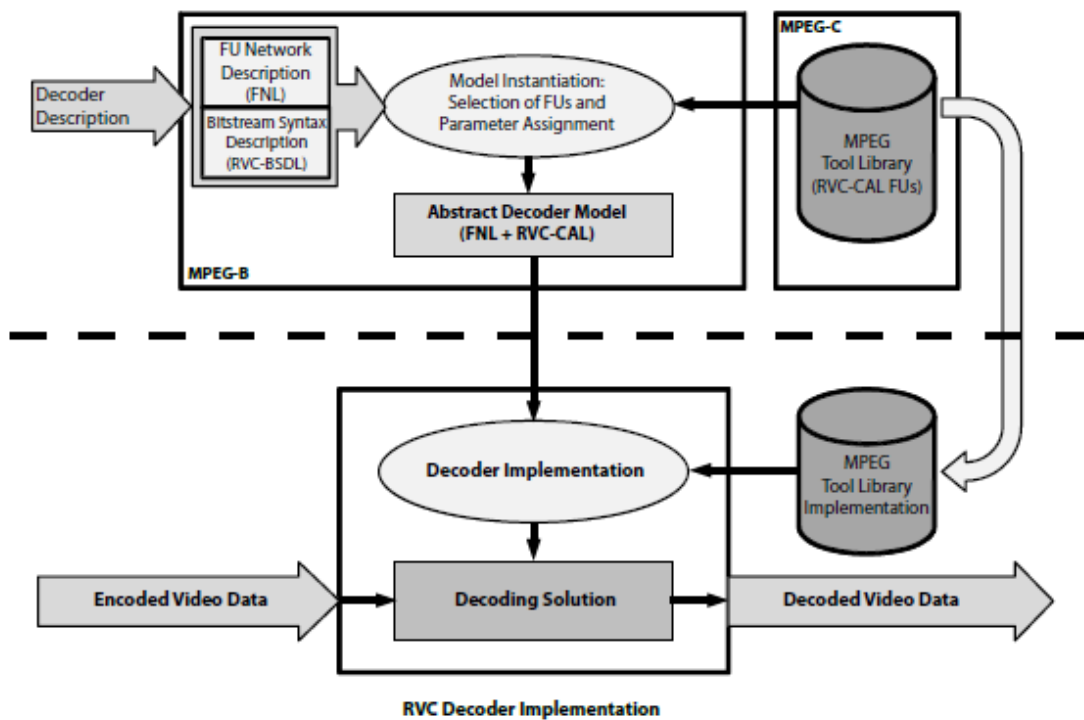 MPEG-C
FU Network
Description
(FNL)
Bitstream Syntax
Description
(RVC-BSDL)
Decoder
Description
Model Instantiation:
Selection of FUs and
Parameter Assignment
MPEG
Tool Library
(RVC-CAL FUs)
Abstract Decoder Model
(FNL + RVC-CAL)
MPEG-B
Decoder Implementation
MPEG
Tool Library
Implementation
Encoded Video Data
Decoding Solution
Decoded Video Data
RVC Decoder Implementation